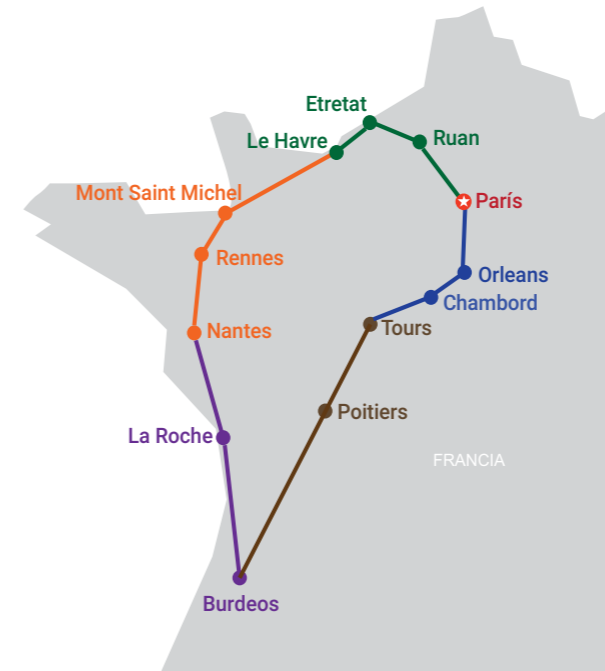 Etretat
Le Havre
Ruan
Mont Saint Michel
París
Rennes
Orleans
Chambord
Nantes
Tours
Poitiers
La Roche
FRANCIA
Burdeos